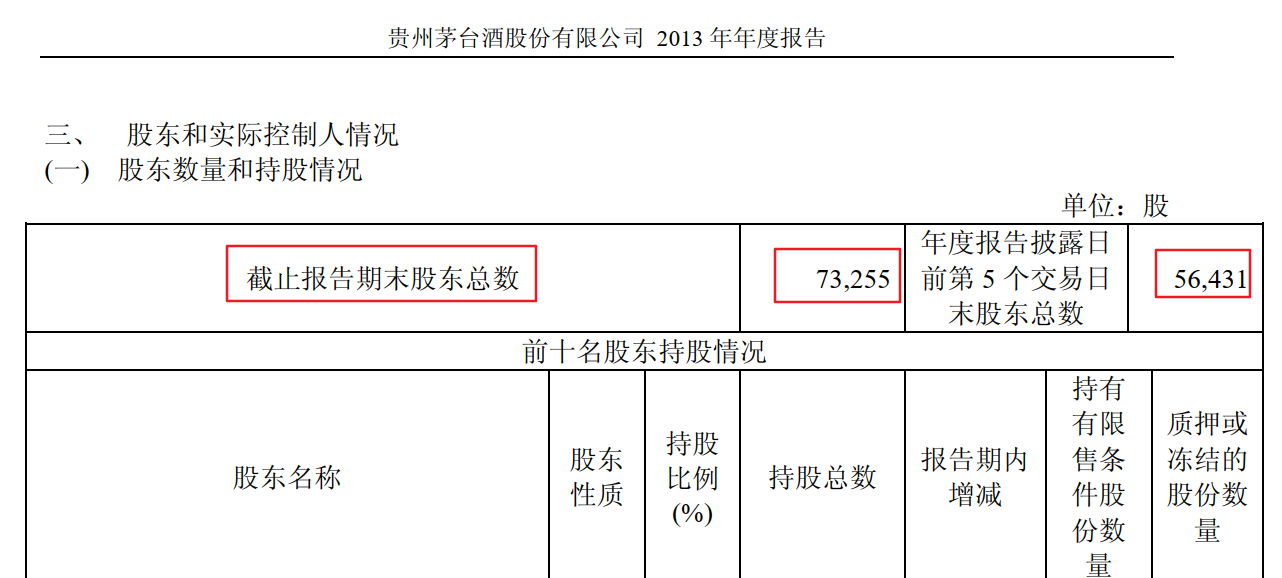 贵州茅台酒股份有限公司 2013 年年度报告
三、 股东和实际控制人情况
(一) 股东数量和持股情况
单位：股
截止报告期末股东总数
73,255
年度报告披露日
前第 5 个交易日
末股东总数
56,431
前十名股东持股情况
股东名称
股东
性质
持股
比例
(%)
持股总数
报告期内
增减
持有
有限
售条
件股
份数
量
质押或
冻结的
股份数
量